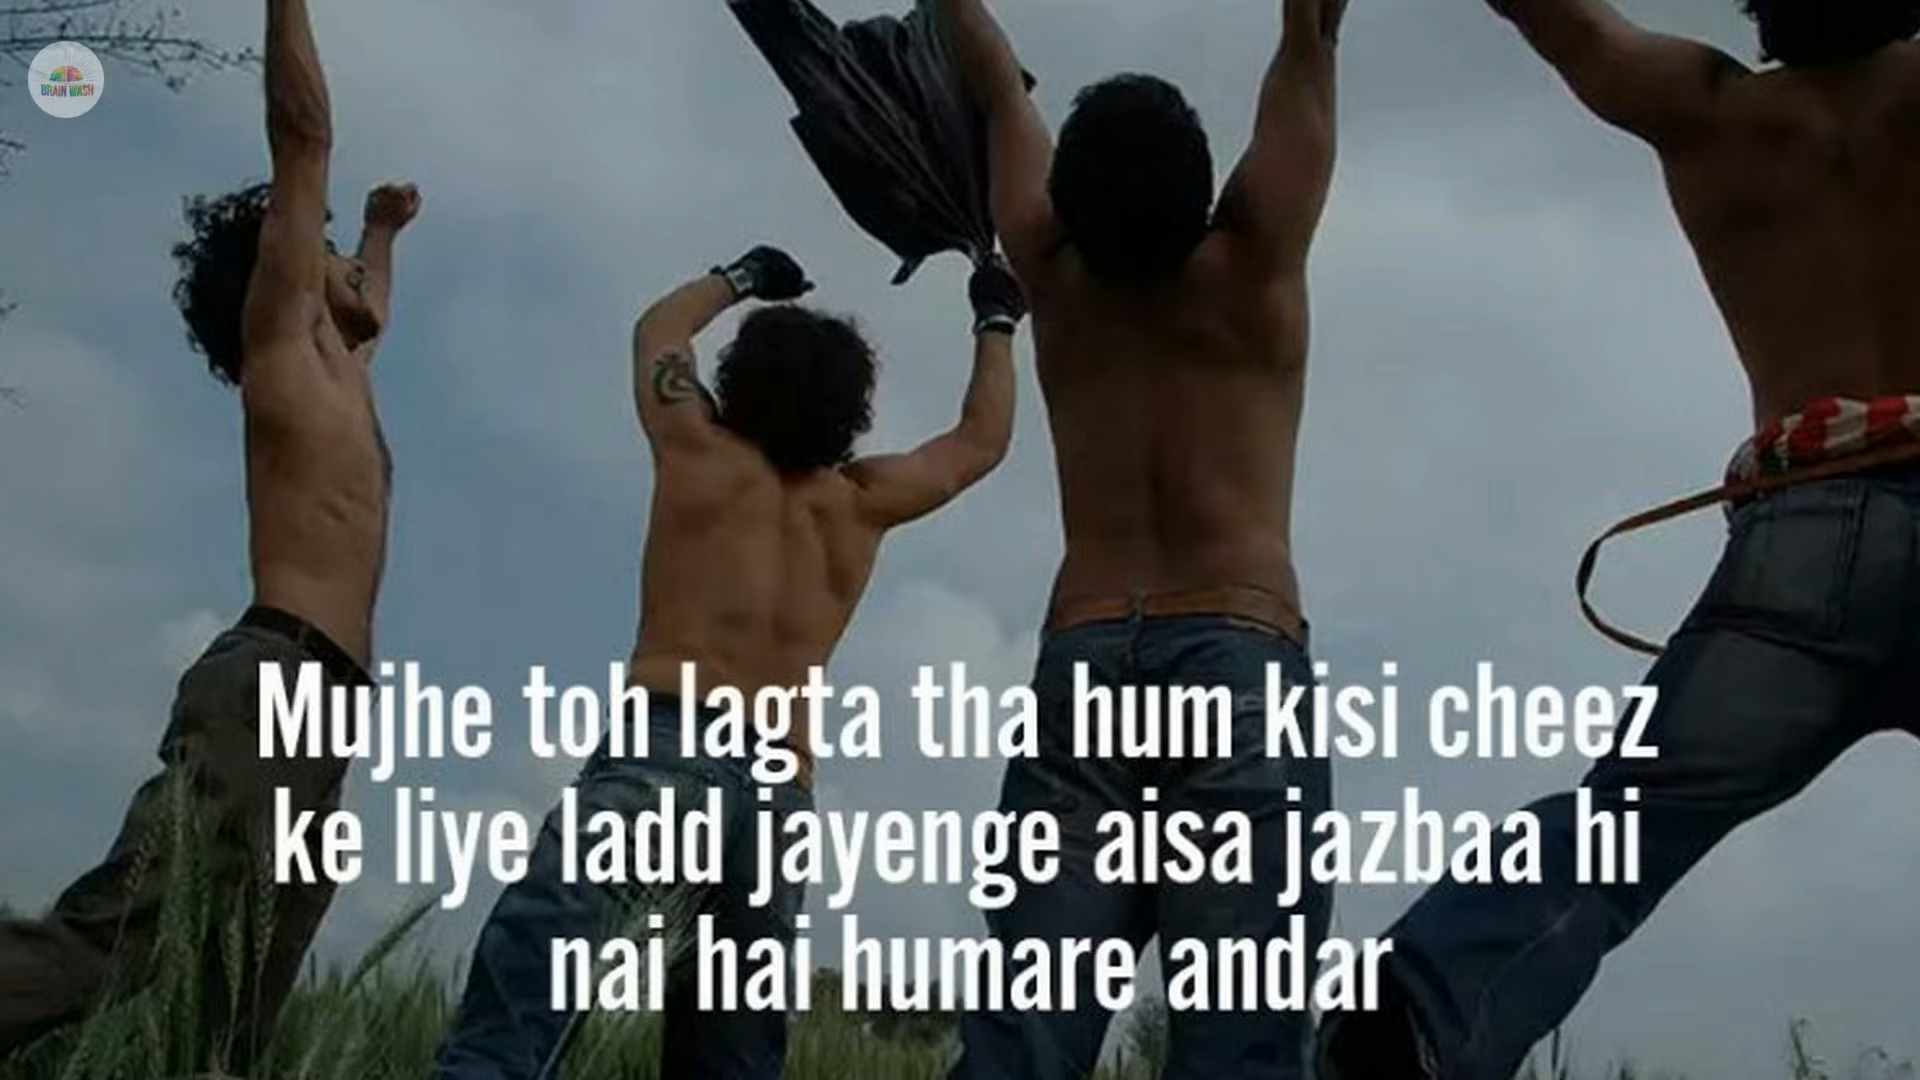 BRAIN WASH
Mujhe toh lagta tha hum kisi cheez
ke liye ladd jayenge aisa jazbaa hi
nai hai humare andar